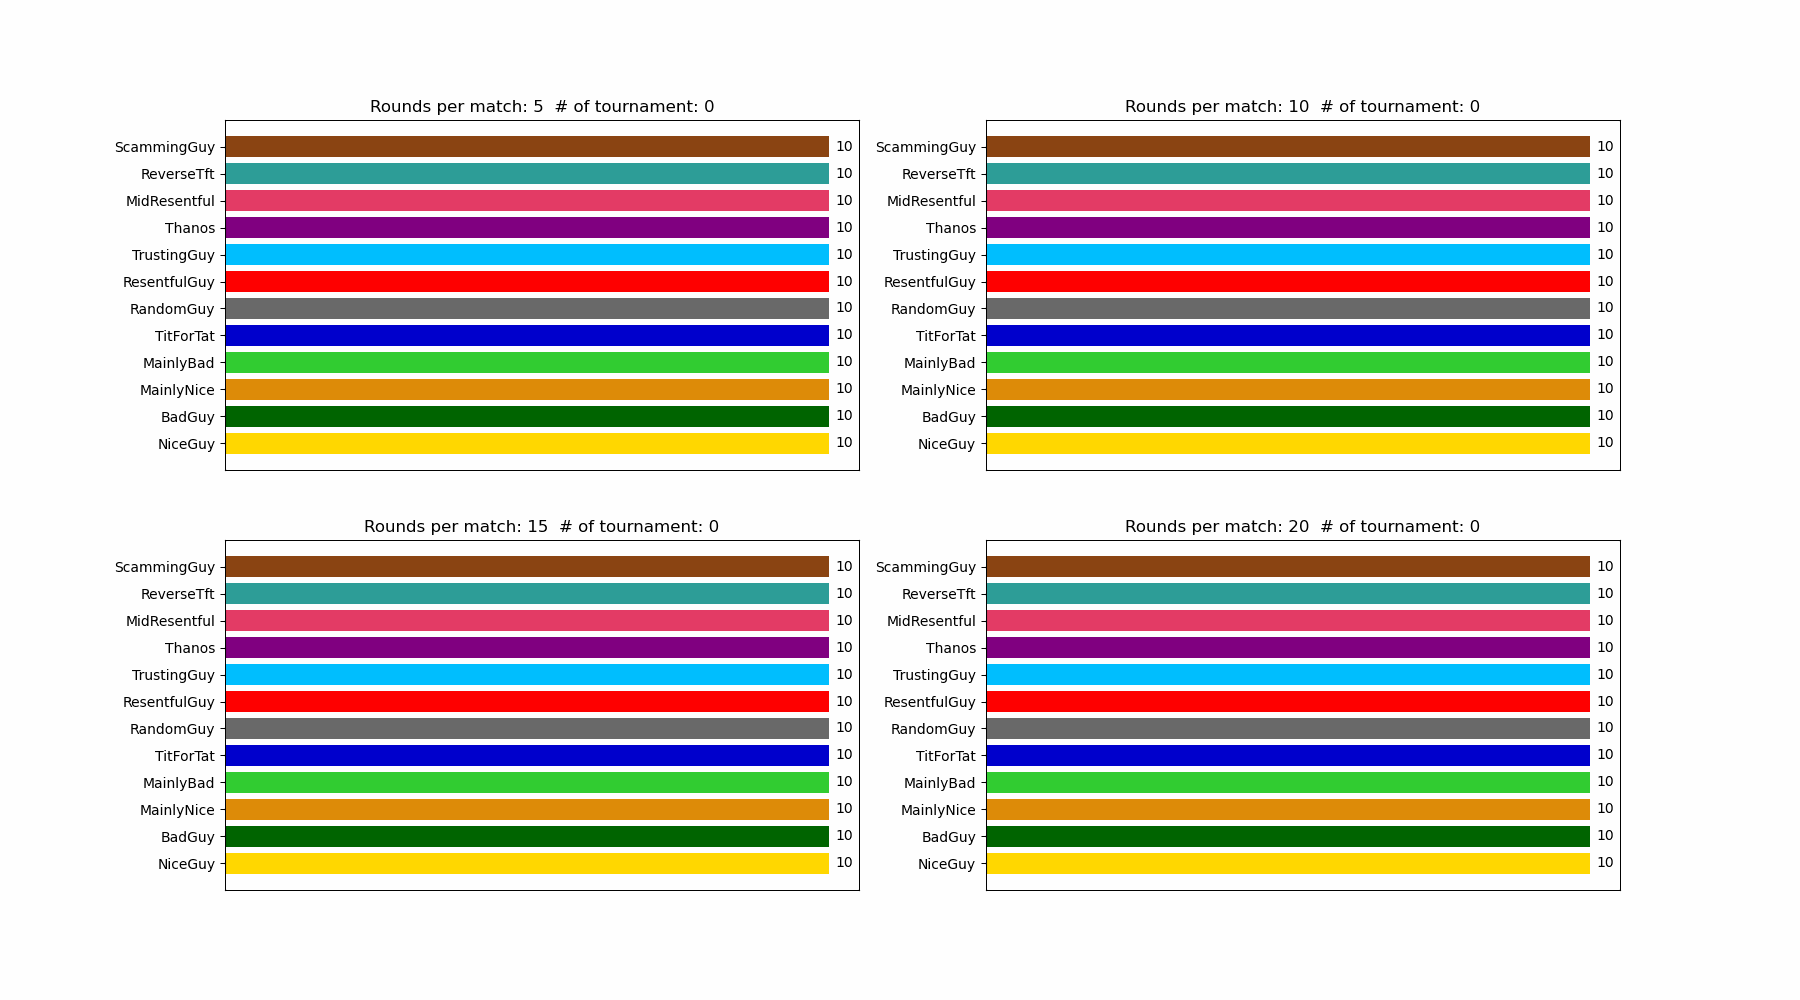 Rounds per match: 5  # of tournament: 0
ScammingGuy 10
ReverseTft 10
MidResentful 10
Thanos 10
TrustingGuy 10
ResentfulGuy 10
RandomGuy 10
TitForTat 10
MainlyBad 10
MainlyNice 10
BadGuy 10
NiceGuy 10
Rounds per match: 10  # of tournament: 0
ScammingGuy 10
ReverseTft 10
MidResentful 10
Thanos 10
TrustingGuy 10
ResentfulGuy 10
RandomGuy 10
TitForTat 10
MainlyBad 10
MainlyNice 10
BadGuy 10
NiceGuy 10
Rounds per match: 15  # of tournament: 0
ScammingGuy 10
ReverseTft 10
MidResentful 10
Thanos 10
TrustingGuy 10
ResentfulGuy 10
RandomGuy 10
TitForTat 10
MainlyBad 10
MainlyNice 10
BadGuy 10
NiceGuy 10
Rounds per match: 20  # of tournament: 0
ScammingGuy 10
ReverseTft 10
MidResentful 10
Thanos 10
TrustingGuy 10
ResentfulGuy 10
RandomGuy 10
TitForTat 10
MainlyBad 10
MainlyNice 10
BadGuy 10
NiceGuy 10